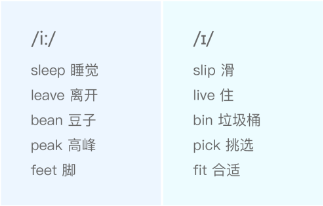 /i:/
sleep 睡觉
leave 离开
bean 豆子
peak 高峰
feet 脚
/ɪ/
slip 滑
live 住
bin 垃圾桶
pick 挑选
fit 合适